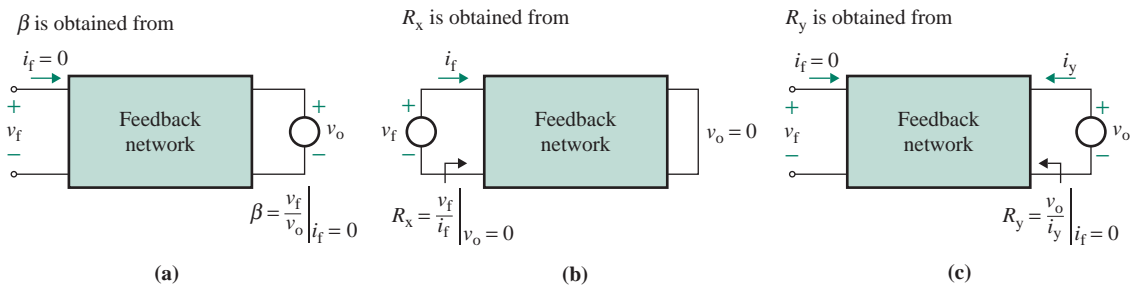 β is obtained from
i_f = 0
+
v_f
−
Feedback
network
+
v_o
−
β = v_f/v_o | i_f = 0
(a)
R_x is obtained from
i_f
+
v_f
−
Feedback
network
v_o = 0
R_x = v_f/i_f | v_o = 0
(b)
R_y is obtained from
i_f = 0
i_y
+
v_f
−
Feedback
network
+
v_o
−
R_y = v_o/i_y | i_f = 0
(c)